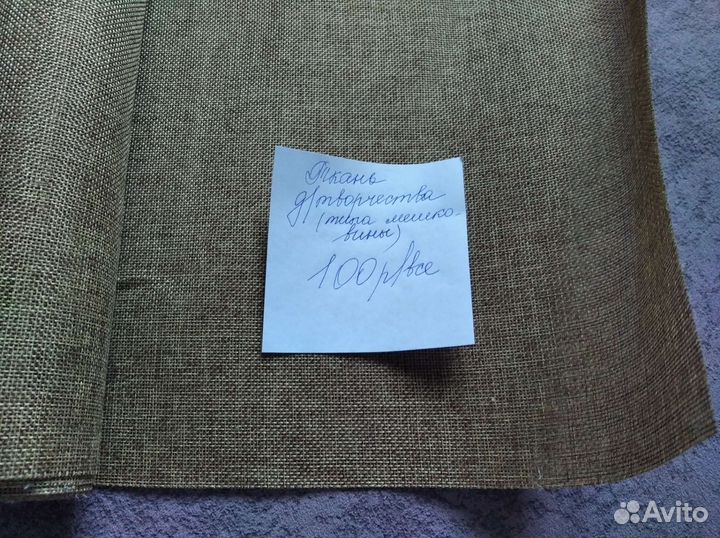 Ткань
д/творчества
(типа мешко-
вины)
100р/все
Avito